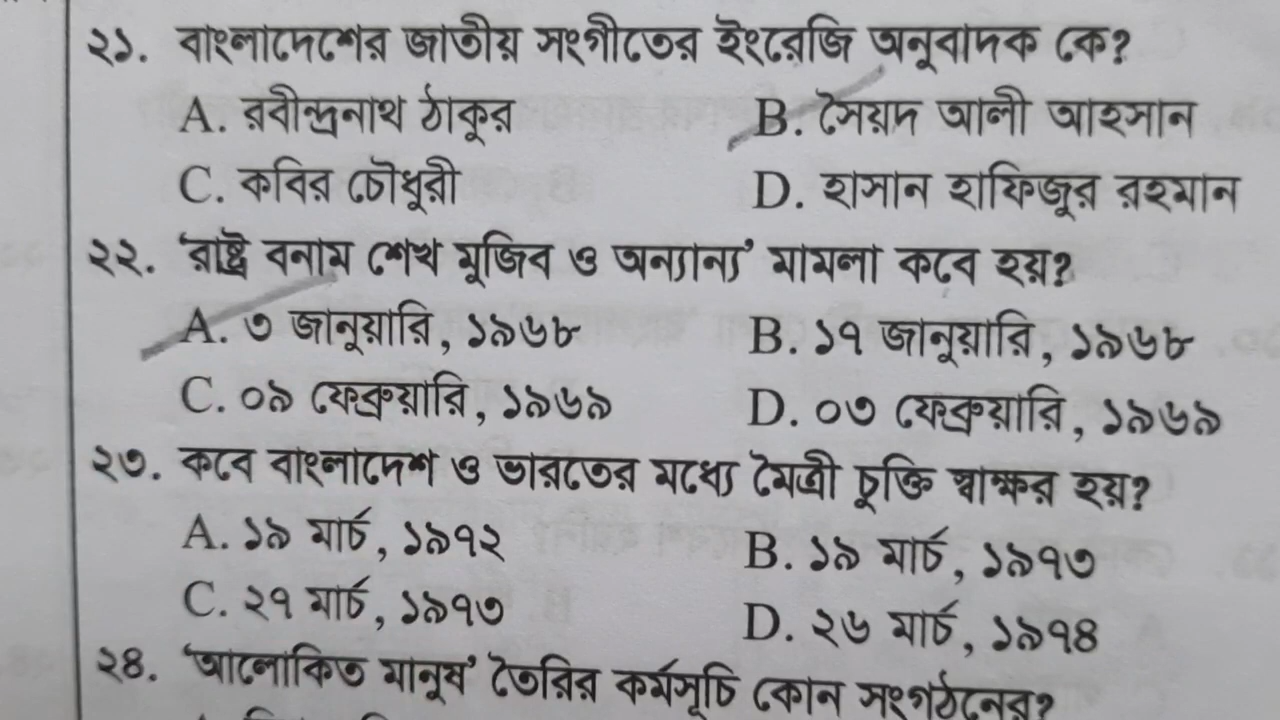 ২১. বাংলাদেশের জাতীয় সংগীতের ইংরেজি অনুবাদক কে?
A. রবীন্দ্রনাথ ঠাকুর B. সৈয়দ আলী আহসান
C. কবির চৌধুরী D. হাসান হাফিজুর রহমান
২২. ‘রাষ্ট্র বনাম শেখ মুজিব ও অন্যান্য’ মামলা কবে হয়?
A. ৩ জানুয়ারি, ১৯৬৮ B. ১৭ জানুয়ারি, ১৯৬৮
C. ০৯ ফেব্রুয়ারি, ১৯৬৯ D. ০৩ ফেব্রুয়ারি, ১৯৬৯
২৩. কবে বাংলাদেশ ও ভারতের মধ্যে মৈত্রী চুক্তি স্বাক্ষর হয়?
A. ১৯ মার্চ, ১৯৭২ B. ১৯ মার্চ, ১৯৭৩
C. ২৭ মার্চ, ১৯৭৩ D. ২৬ মার্চ, ১৯৭৪
২৪. ‘আলোকিত মানুষ’ তৈরির কর্মসূচি কোন সংগঠনের?